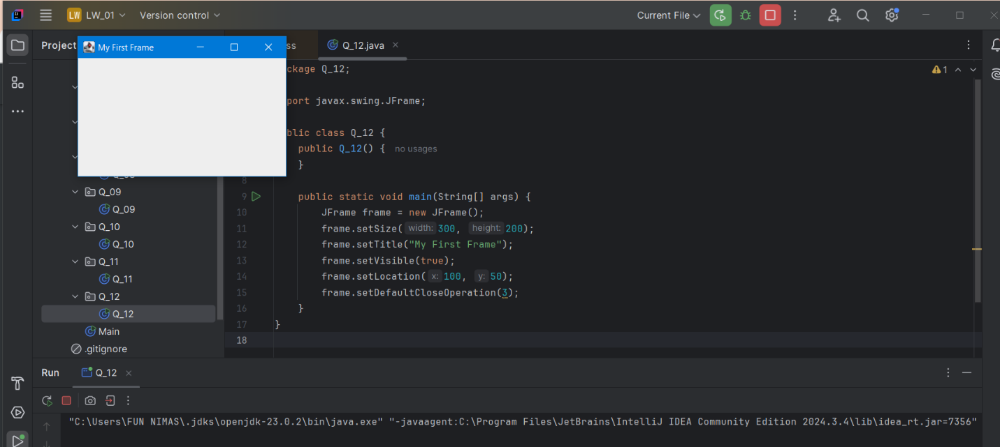 LW LW_01 Version control Current File
Project
My First Frame
ss
Q_12.java
ckage Q_12;
1
port javax.swing.JFrame;
blic class Q_12 {
public Q_12() { no usages
}
8
9 public static void main(String[] args) {
10 JFrame frame = new JFrame();
11 frame.setSize( width: 300, height: 200);
12 frame.setTitle("My First Frame");
13 frame.setVisible(true);
14 frame.setLocation( x: 100, y: 50);
15 frame.setDefaultCloseOperation(3);
16 }
17 }
18
Q_09
Q_09
Q_10
Q_10
Q_11
Q_11
Q_12
Q_12
Main
.gitignore
Run Q_12
"C:\Users\FUN NIMAS\.jdks\openjdk-23.0.2\bin\java.exe" "-javaagent:C:\Program Files\JetBrains\IntelliJ IDEA Community Edition 2024.3.4\lib\idea_rt.jar=7356"